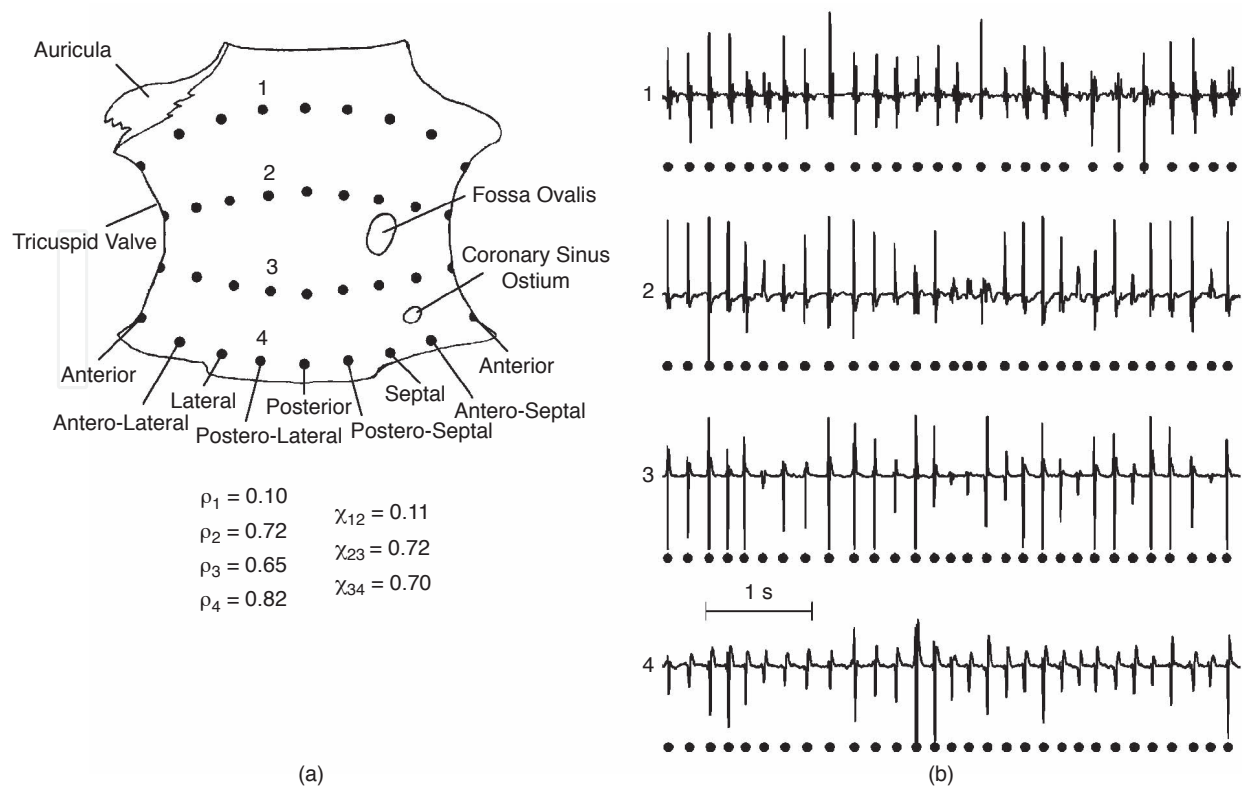 Auricula
1
2
Fossa Ovalis
Tricuspid Valve
3
Coronary Sinus
Ostium
4
Anterior
Antero-Lateral
Lateral
Postero-Lateral
Posterior
Postero-Septal
Septal
Antero-Septal
Anterior
ρ1 = 0.10
ρ2 = 0.72
ρ3 = 0.65
ρ4 = 0.82
χ12 = 0.11
χ23 = 0.72
χ34 = 0.70
(a)
1
2
3
1 s
4
(b)